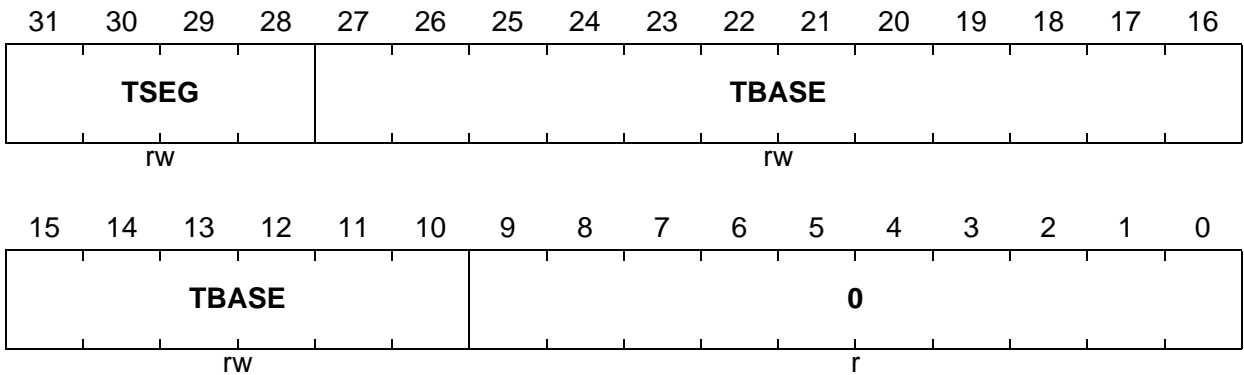 31 30 29 28 27 26 25 24 23 22 21 20 19 18 17 16
TSEG TBASE
rw rw
15 14 13 12 11 10 9 8 7 6 5 4 3 2 1 0
TBASE 0
rw r